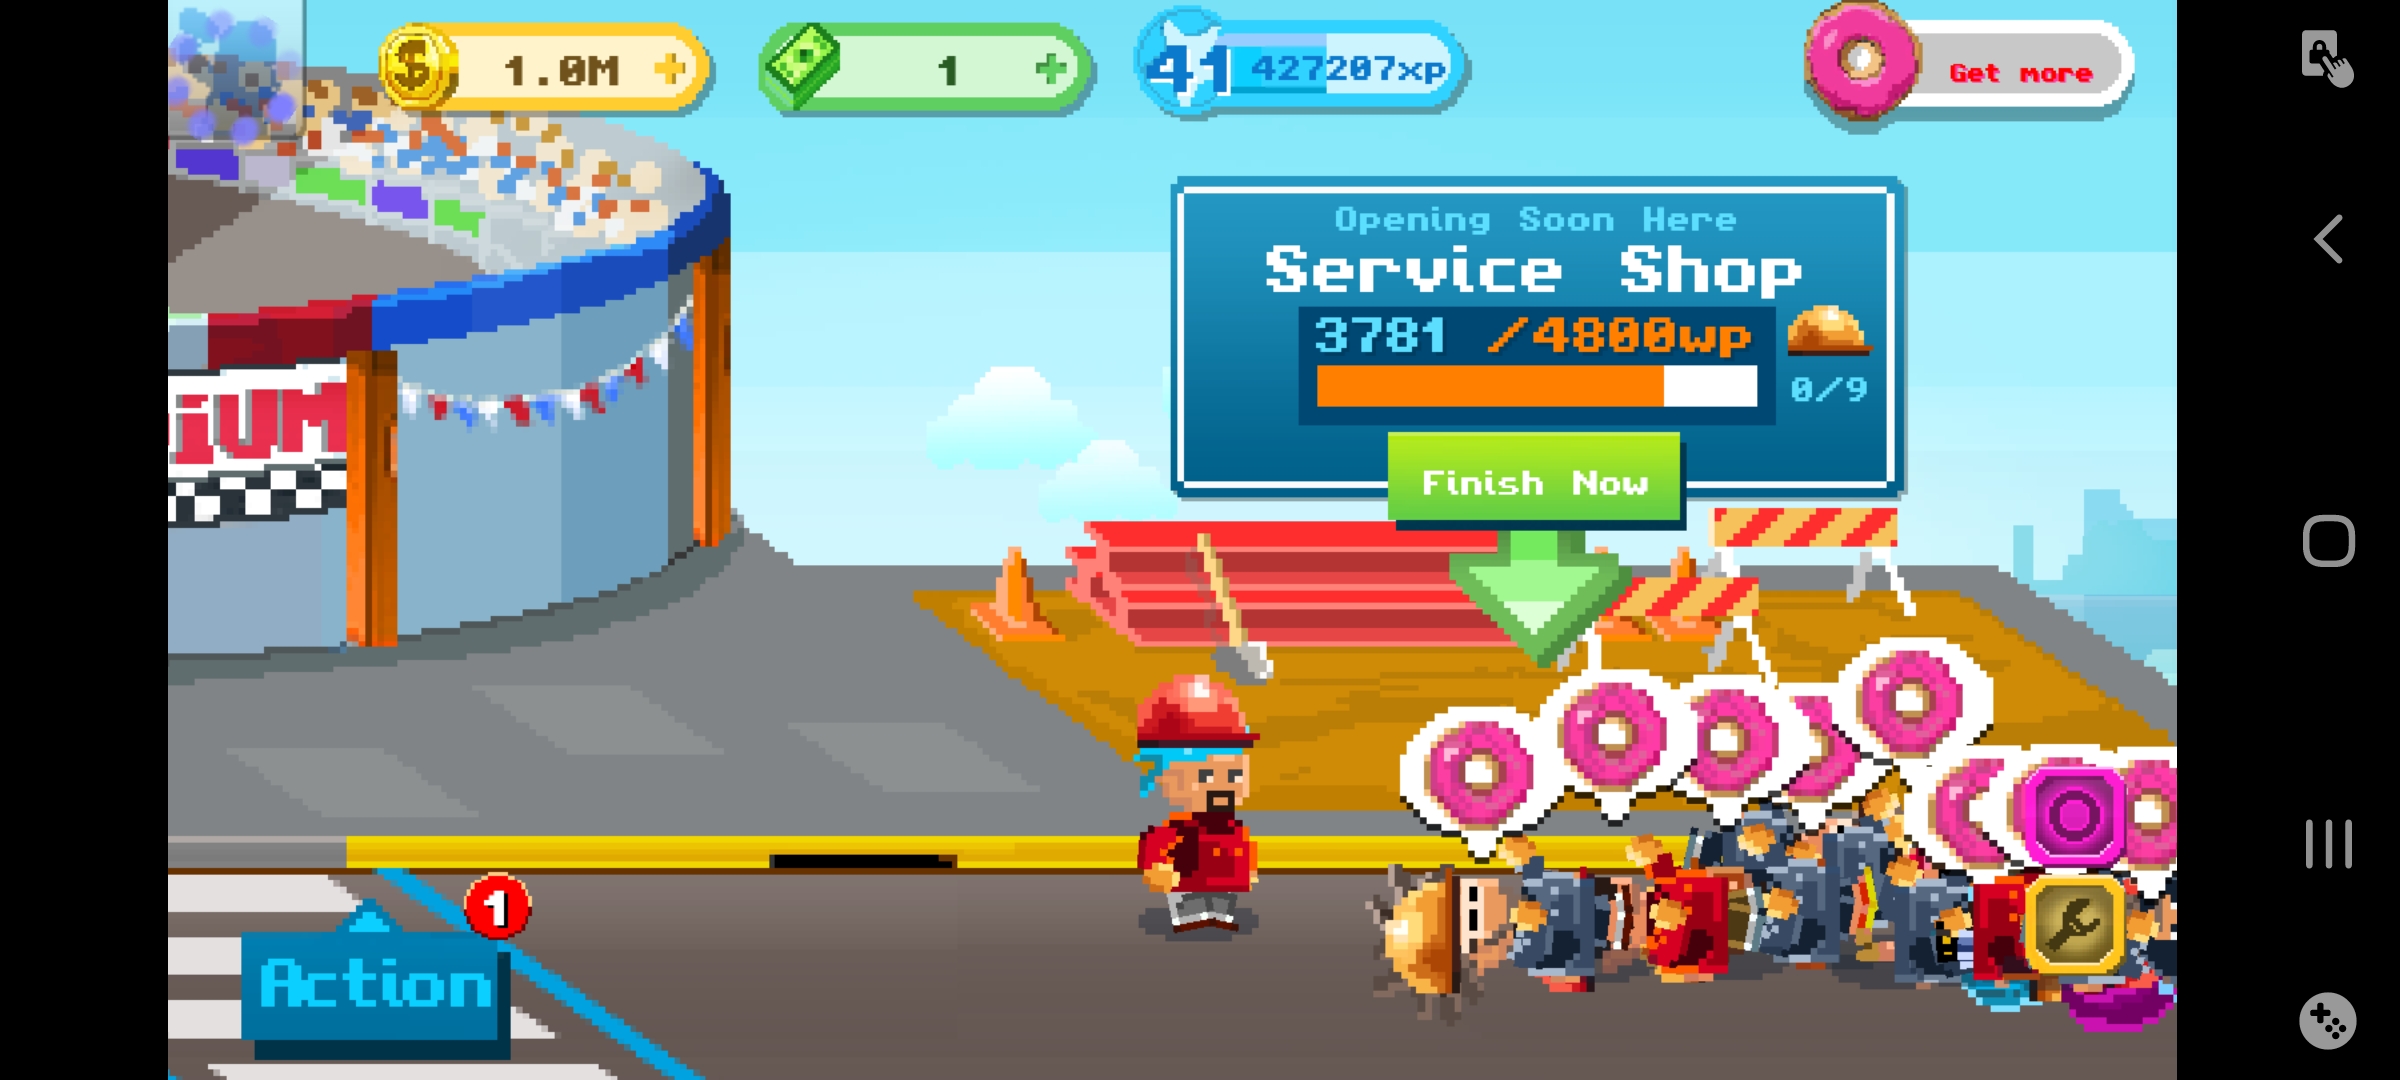 1.0M +
1 +
41 427207xp
Get more
Opening Soon Here
Service Shop
3781 /4800wp
0/9
Finish Now
iUM
1
Action